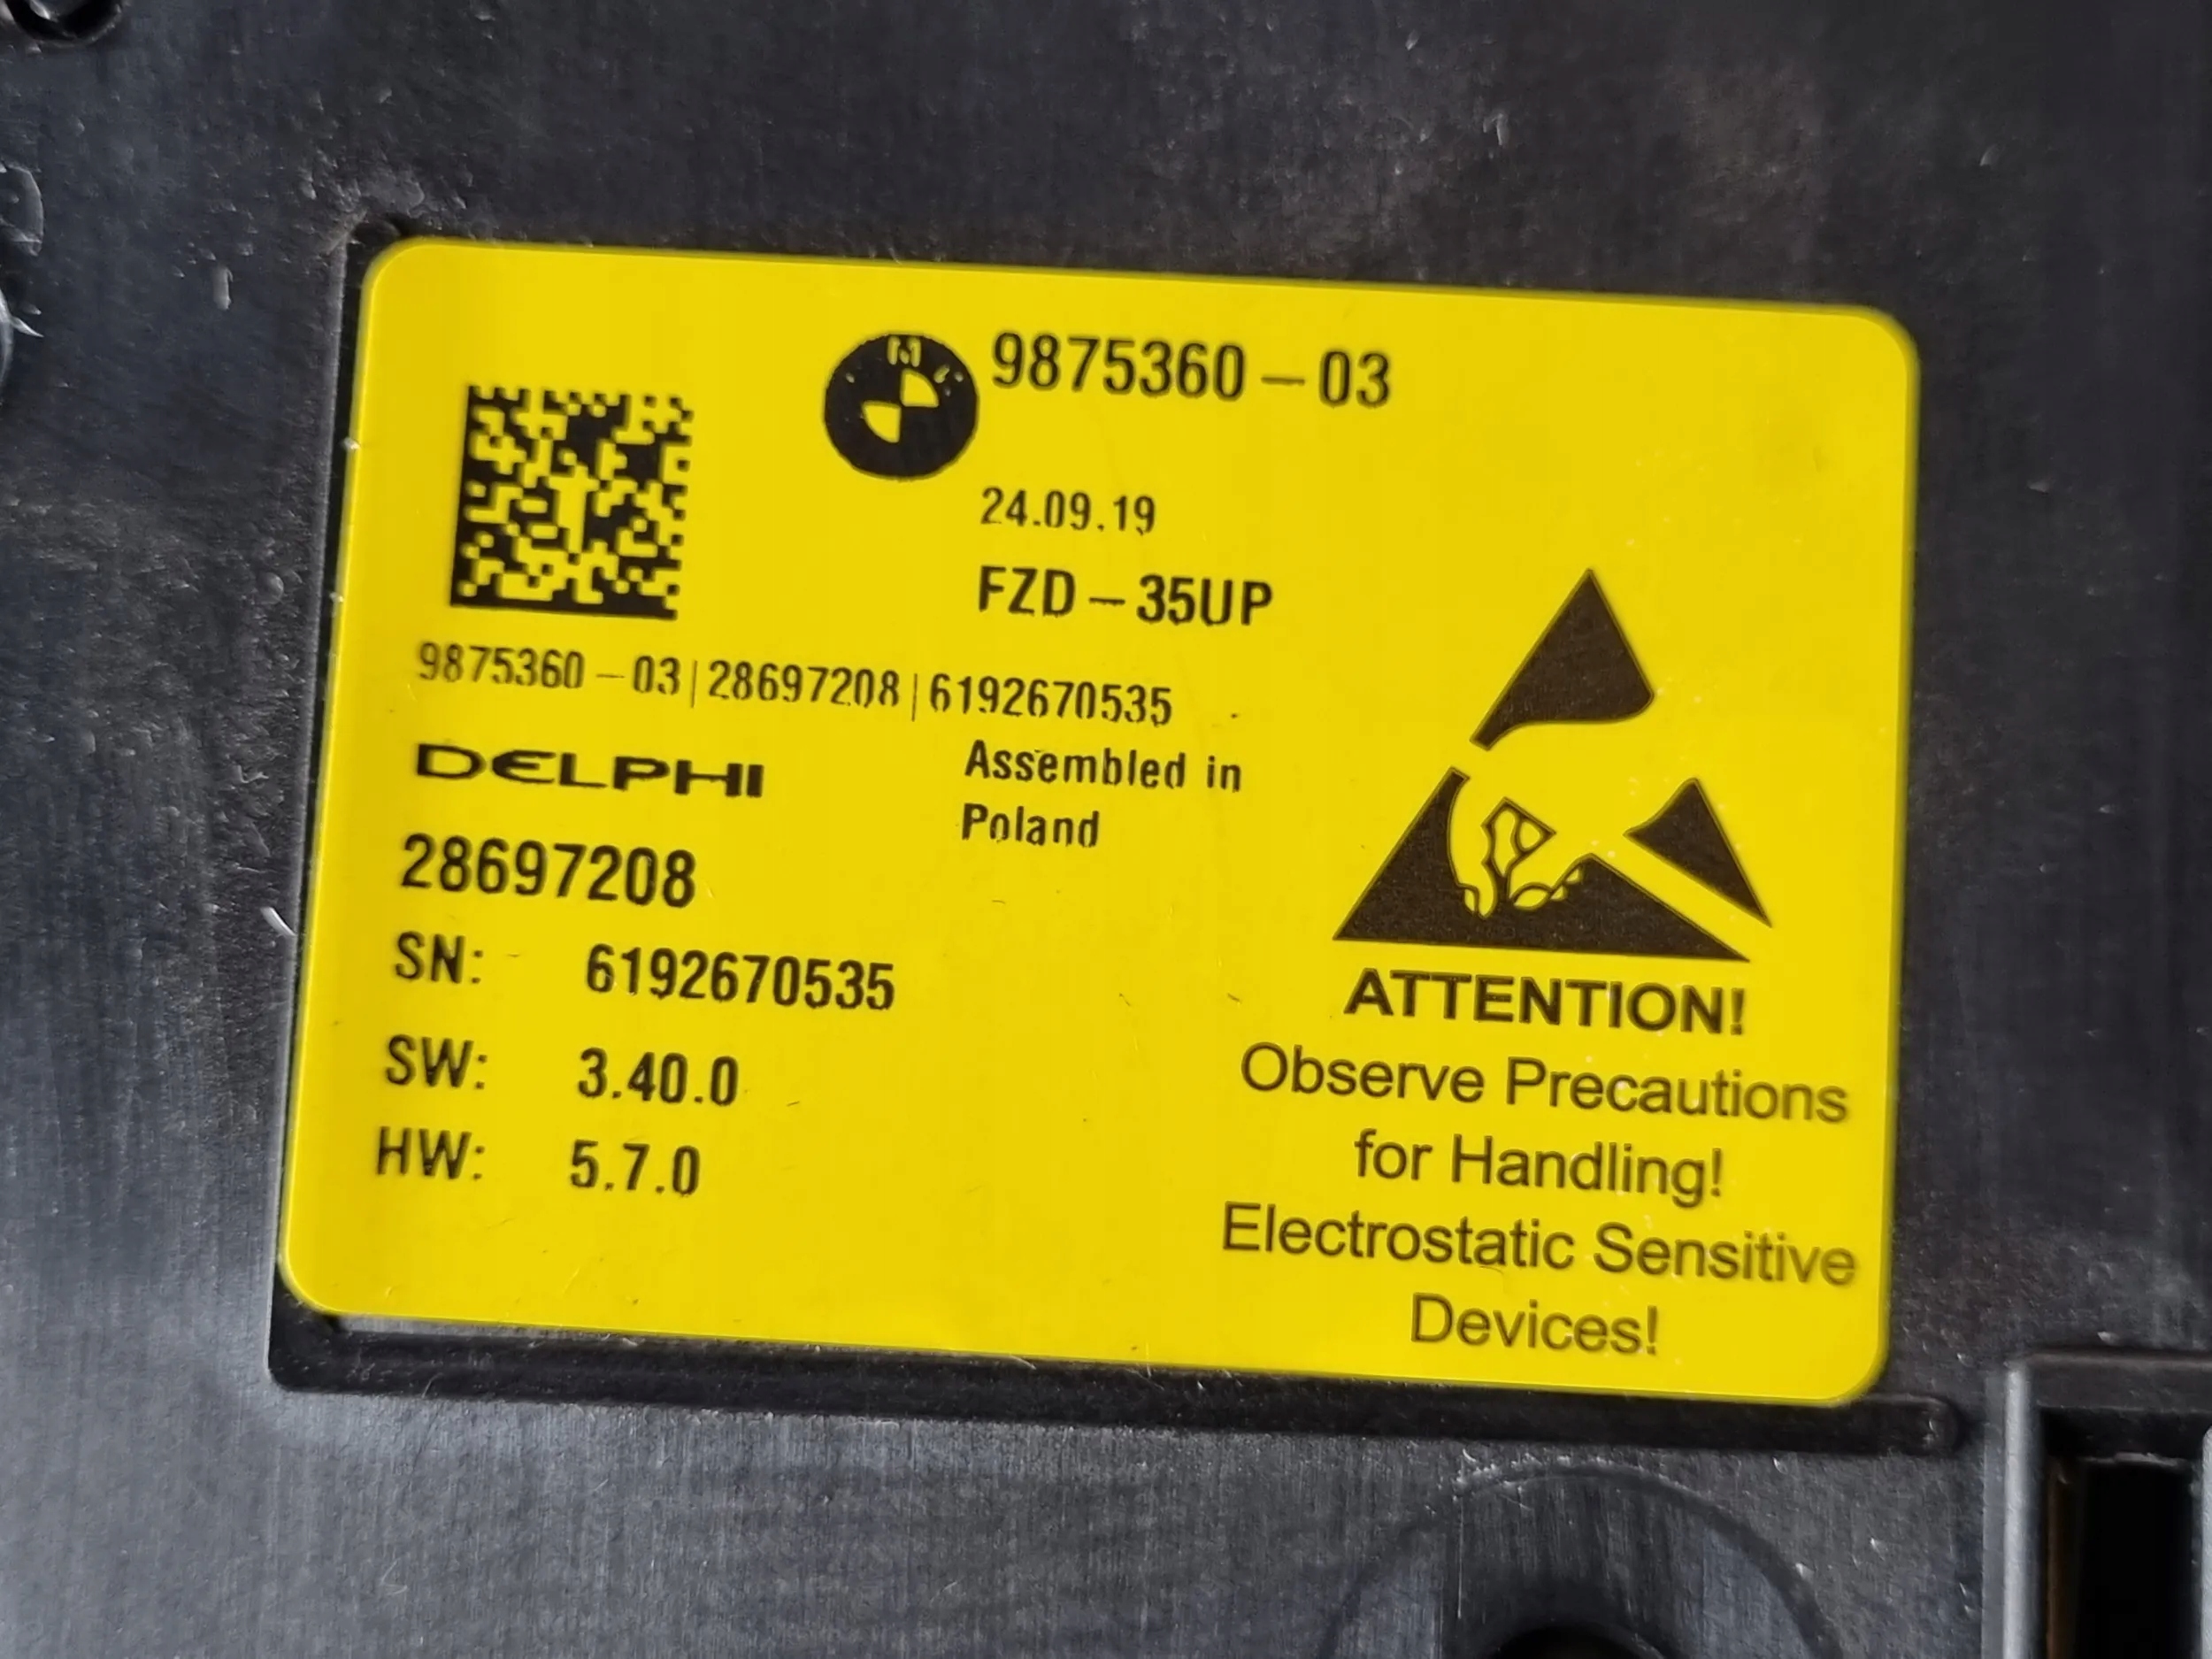 9875360-03
24.09.19
FZD-35UP
9875360-03|28697208|6192670535
DELPHI
Assembled in
Poland
28697208
SN: 6192670535
SW: 3.40.0
HW: 5.7.0
ATTENTION!
Observe Precautions
for Handling!
Electrostatic Sensitive
Devices!